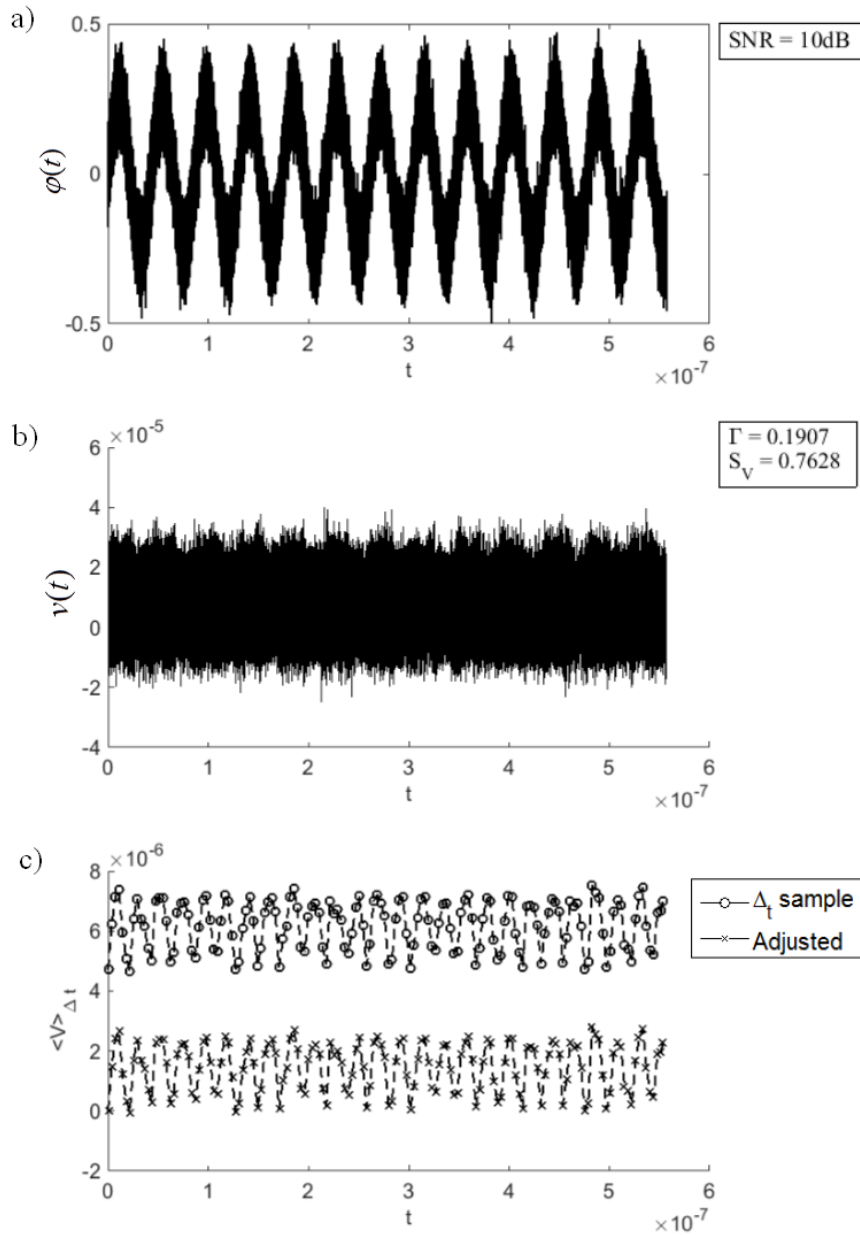 a)
0.5
0
-0.5
φ(t)
0 1 2 3 4 5 6
t
×10⁻⁷
SNR = 10dB
b)
×10⁻⁵
6
4
2
0
-2
-4
v(t)
0 1 2 3 4 5 6
t
×10⁻⁷
Γ = 0.1907
S_V = 0.7628
c)
×10⁻⁶
8
6
4
2
0
-2
<V>_Δt
0 1 2 3 4 5 6
t
×10⁻⁷
Δ_t sample
Adjusted